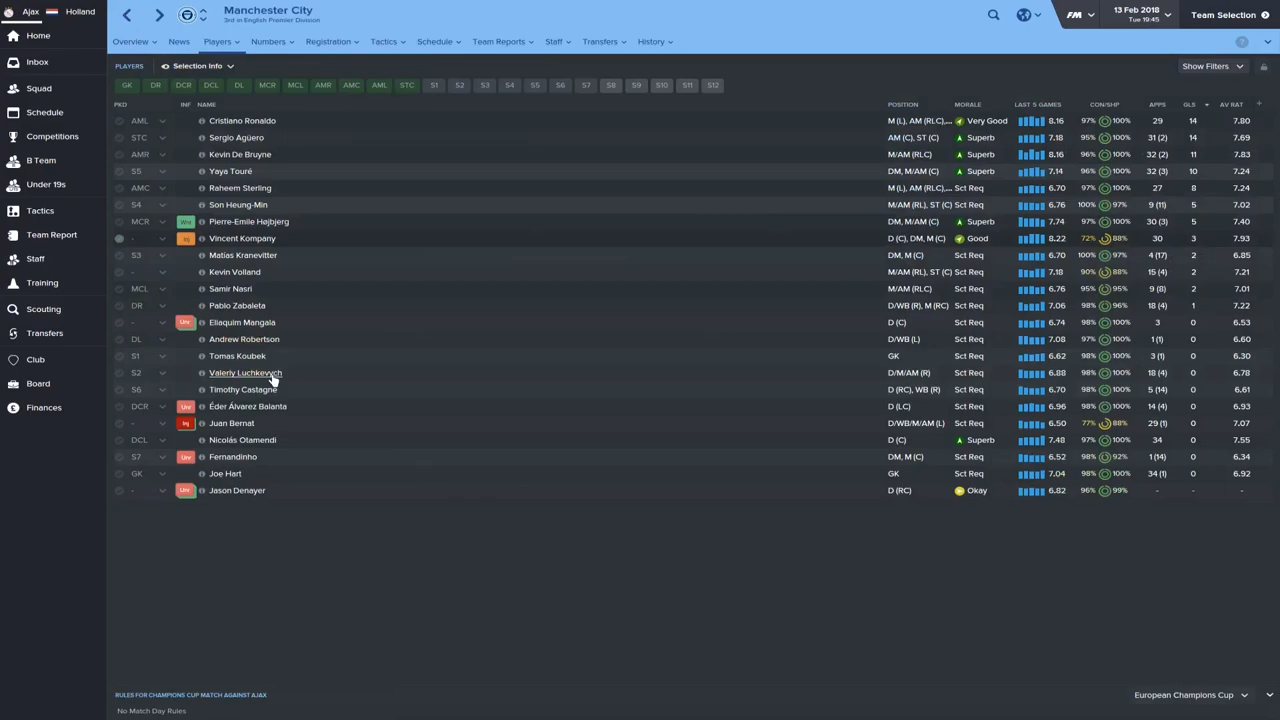 Ajax Holland Manchester City 13 Feb 2018
3rd in English Premier Division FM Tue 19:45 Team Selection
Home
Inbox
Squad
Schedule
Competitions
B Team
Under 19s
Tactics
Team Report
Staff
Training
Scouting
Transfers
Club
Board
Finances
Overview News Players Numbers Registration Tactics Schedule Team Reports Staff Transfers History ?
PLAYERS Selection Info Show Filters
GK DR DCR DCL DL MCR MCL AMR AMC AML STC S1 S2 S3 S4 S5 S6 S7 S8 S9 S10 S11 S12
PKD INF NAME POSITION MORALE LAST 5 GAMES CON/SHP APPS GLS AV RAT +
AML Cristiano Ronaldo M (L), AM (RLC),... Very Good 8.16 97% 100% 29 14 7.80
STC Sergio Agüero AM (C), ST (C) Superb 7.18 95% 100% 31 (2) 14 7.69
AMR Kevin De Bruyne M/AM (RLC) Superb 8.16 96% 100% 32 (2) 11 7.83
S5 Yaya Touré DM, M/AM (C) Superb 7.14 96% 100% 32 (3) 10 7.24
AMC Raheem Sterling M (L), AM (RLC),... Sct Req 6.70 97% 100% 27 8 7.24
S4 Son Heung-Min M/AM (RL), ST (C) Sct Req 6.76 100% 97% 9 (11) 5 7.02
MCR Wnt Pierre-Emile Højbjerg DM, M/AM (C) Superb 7.74 97% 100% 30 (3) 5 7.40
- Inj Vincent Kompany D (C), DM, M (C) Good 8.22 72% 88% 30 3 7.93
S3 Matías Kranevitter DM, M (C) Sct Req 6.70 100% 97% 4 (17) 2 6.85
- Kevin Volland M/AM (RL), ST (C) Sct Req 7.18 90% 88% 15 (4) 2 7.21
MCL Samir Nasri M/AM (RLC) Sct Req 6.76 95% 95% 9 (8) 2 7.01
DR Pablo Zabaleta D/WB (R), M (RC) Sct Req 7.06 98% 96% 18 (4) 1 7.22
- Unr Eliaquim Mangala D (C) Sct Req 6.74 98% 100% 3 0 6.53
DL Andrew Robertson D/WB (L) Sct Req 7.08 97% 100% 1 (1) 0 6.60
S1 Tomas Koubek GK Sct Req 6.62 98% 100% 3 (1) 0 6.30
S2 Valeriy Luchkevych D/M/AM (R) Sct Req 6.88 98% 100% 18 (4) 0 6.78
S6 Timothy Castagne D (RC), WB (R) Sct Req 6.70 98% 100% 5 (14) 0 6.61
DCR Unr Éder Álvarez Balanta D (LC) Sct Req 6.96 98% 100% 14 (4) 0 6.93
- Inj Juan Bernat D/WB/M/AM (L) Sct Req 6.50 77% 88% 29 (1) 0 7.07
DCL Nicolás Otamendi D (C) Superb 7.48 97% 100% 34 0 7.55
S7 Unr Fernandinho DM, M (C) Sct Req 6.52 98% 92% 1 (14) 0 6.34
GK Joe Hart GK Sct Req 7.04 98% 100% 34 (1) 0 6.92
- Unr Jason Denayer D (RC) Okay 6.82 96% 99% - - -
RULES FOR CHAMPIONS CUP MATCH AGAINST AJAX European Champions Cup
No Match Day Rules